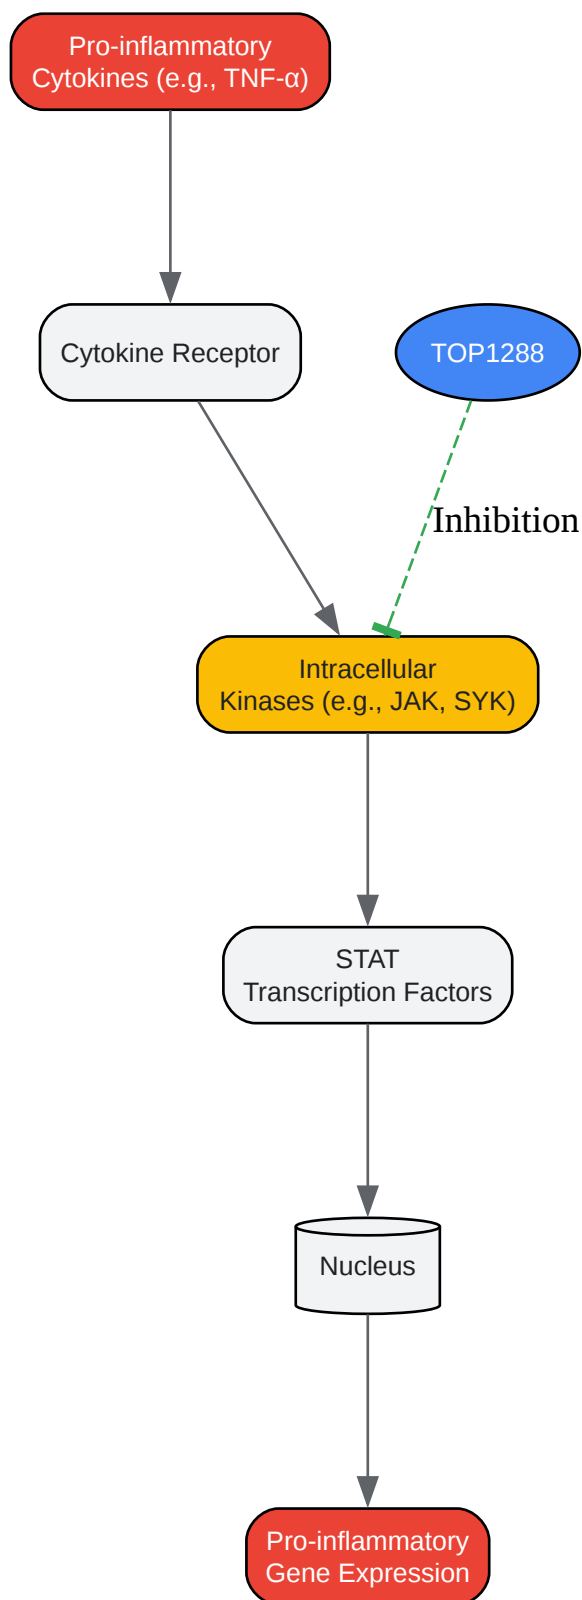 Pro-inflammatory
Cytokines (e.g., TNF-α)
Cytokine Receptor
TOP1288
Inhibition
Intracellular
Kinases (e.g., JAK, SYK)
STAT
Transcription Factors
Nucleus
Pro-inflammatory
Gene Expression